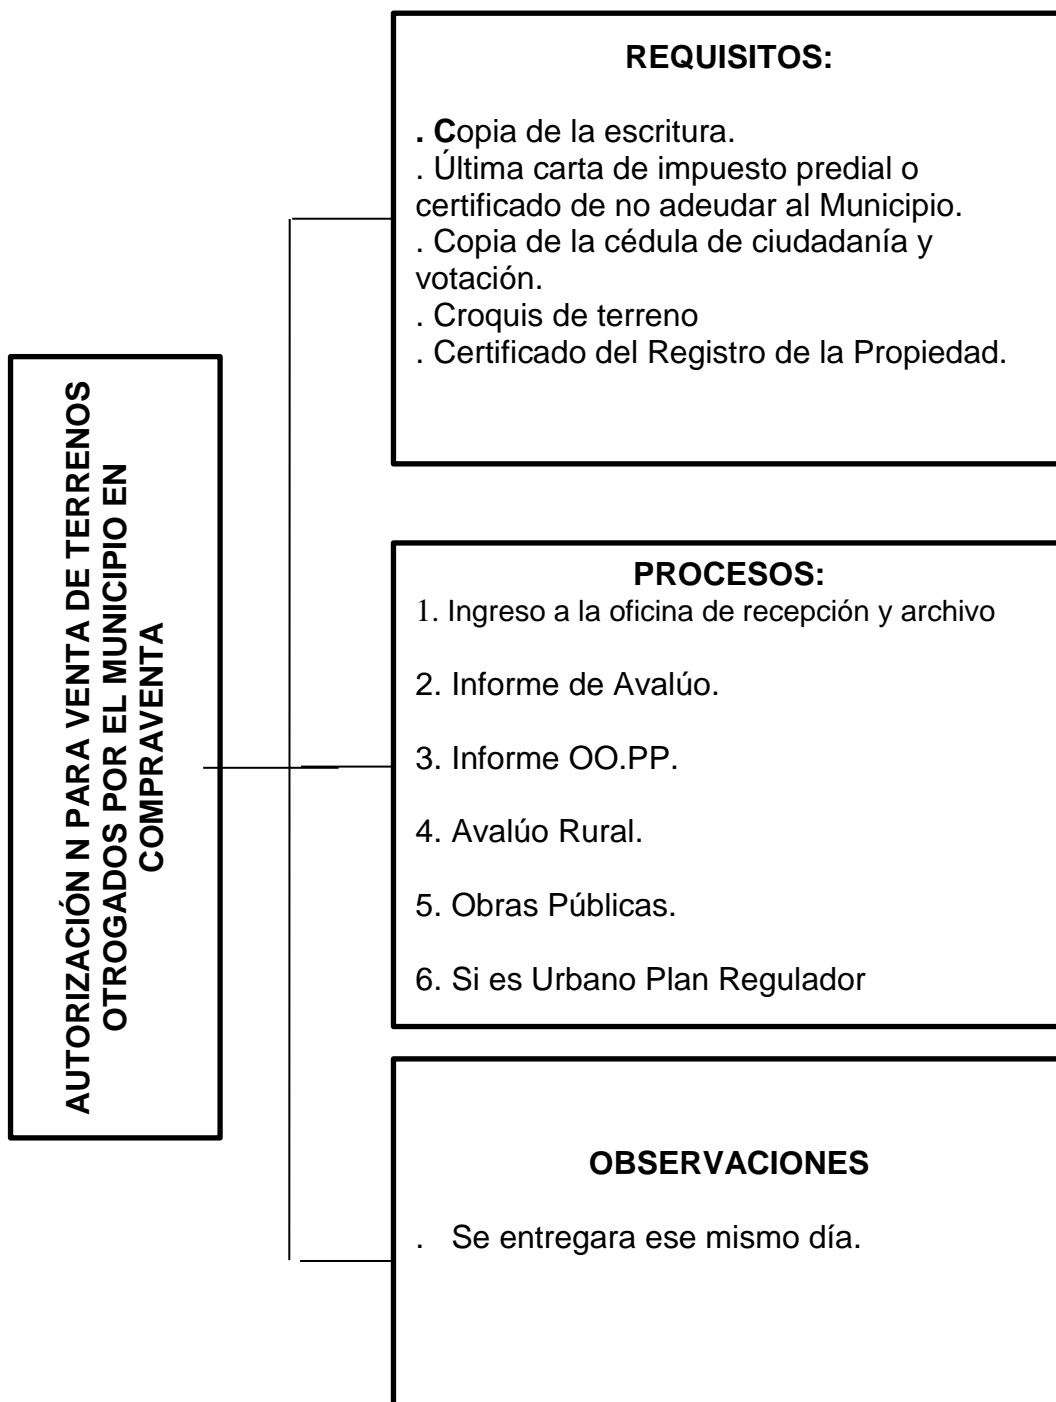 AUTORIZACIÓN N PARA VENTA DE TERRENOS
OTROGADOS POR EL MUNICIPIO EN
COMPRAVENTA
REQUISITOS:
. Copia de la escritura.
. Última carta de impuesto predial o
certificado de no adeudar al Municipio.
. Copia de la cédula de ciudadanía y
votación.
. Croquis de terreno
. Certificado del Registro de la Propiedad.
PROCESOS:
1. Ingreso a la oficina de recepción y archivo
2. Informe de Avalúo.
3. Informe OO.PP.
4. Avalúo Rural.
5. Obras Públicas.
6. Si es Urbano Plan Regulador
OBSERVACIONES
. Se entregara ese mismo día.